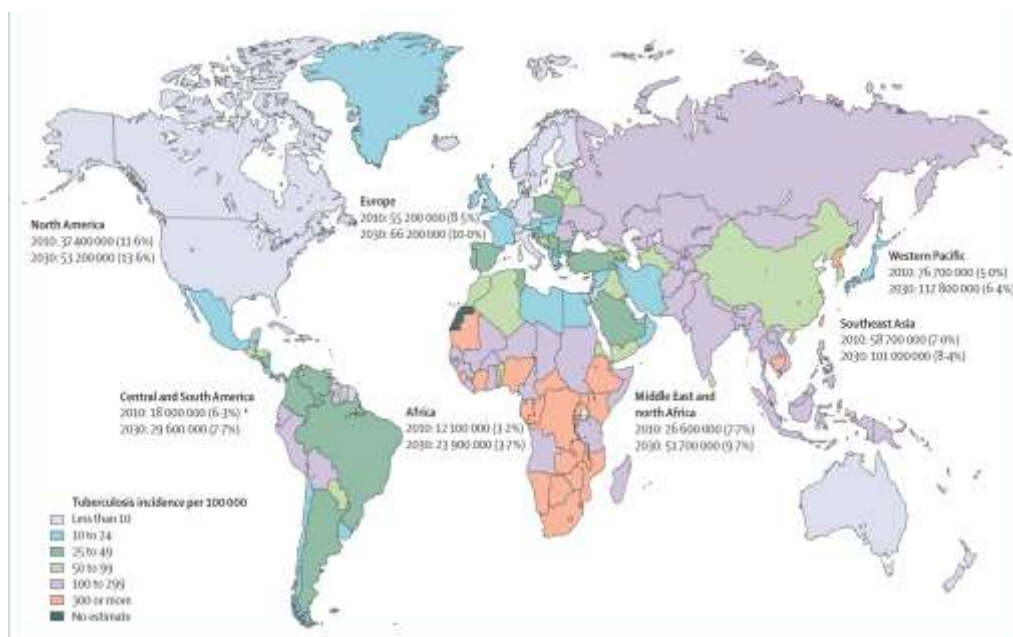 North America
2010: 37 400 000 (11·6%)
2030: 53 200 000 (13·6%)
Europe
2010: 55 200 000 (8·5%)
2030: 66 200 000 (10·0%)
Western Pacific
2010: 76 700 000 (5·0%)
2030: 112 800 000 (6·4%)
Southeast Asia
2010: 58 700 000 (7·0%)
2030: 101 000 000 (8·4%)
Central and South America
2010: 18 000 000 (6·3%)
2030: 29 600 000 (7·7%)
Africa
2010: 12 100 000 (3·2%)
2030: 23 900 000 (3·7%)
Middle East and
north Africa
2010: 26 600 000 (7·7%)
2030: 51 700 000 (9·7%)
Tuberculosis incidence per 100 000
Less than 10
10 to 24
25 to 49
50 to 99
100 to 299
300 or more
No estimate